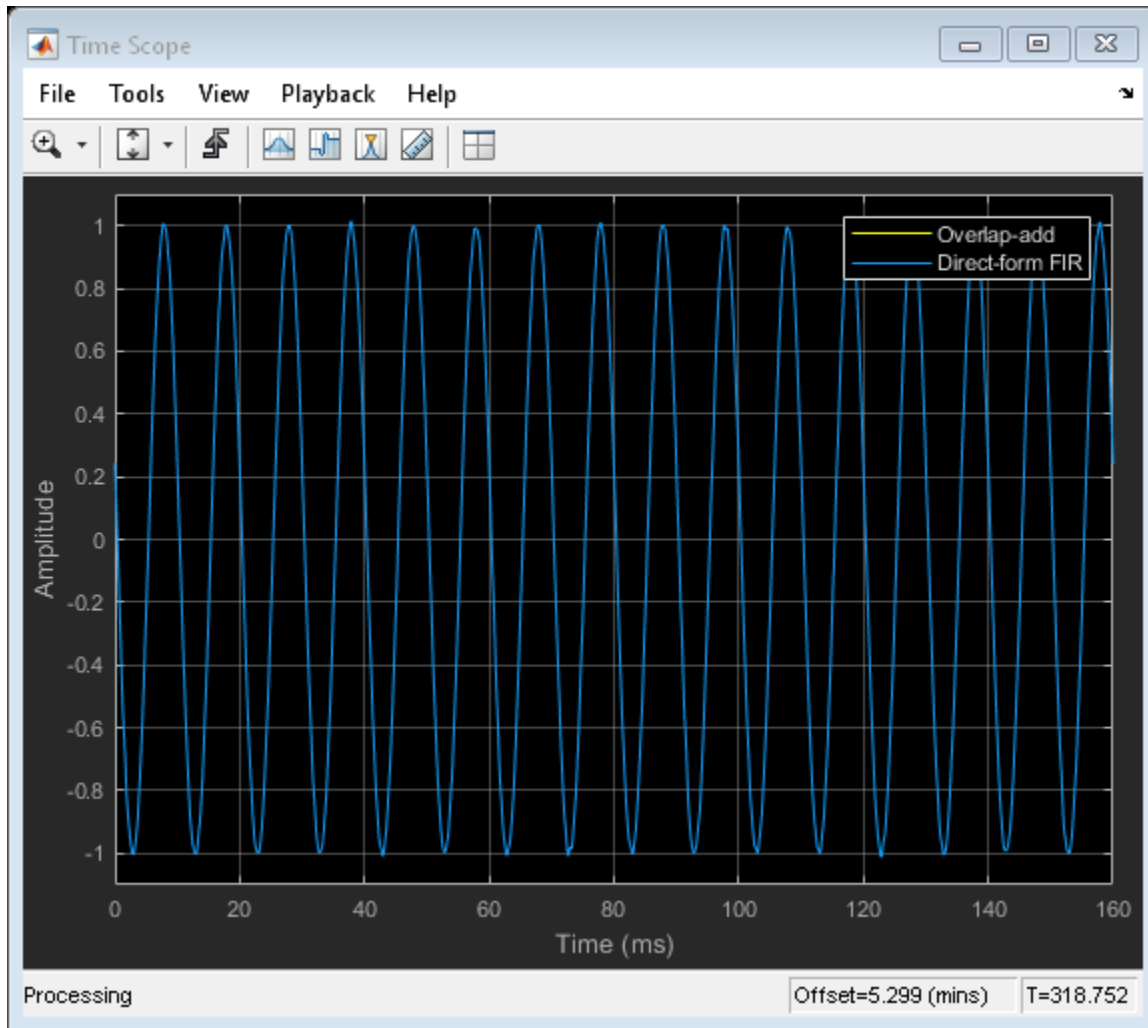 Time Scope
File Tools View Playback Help
Overlap-add
Direct-form FIR
1
0.8
0.6
0.4
0.2
0
-0.2
-0.4
-0.6
-0.8
-1
Amplitude
0 20 40 60 80 100 120 140 160
Time (ms)
Processing Offset=5.299 (mins) T=318.752